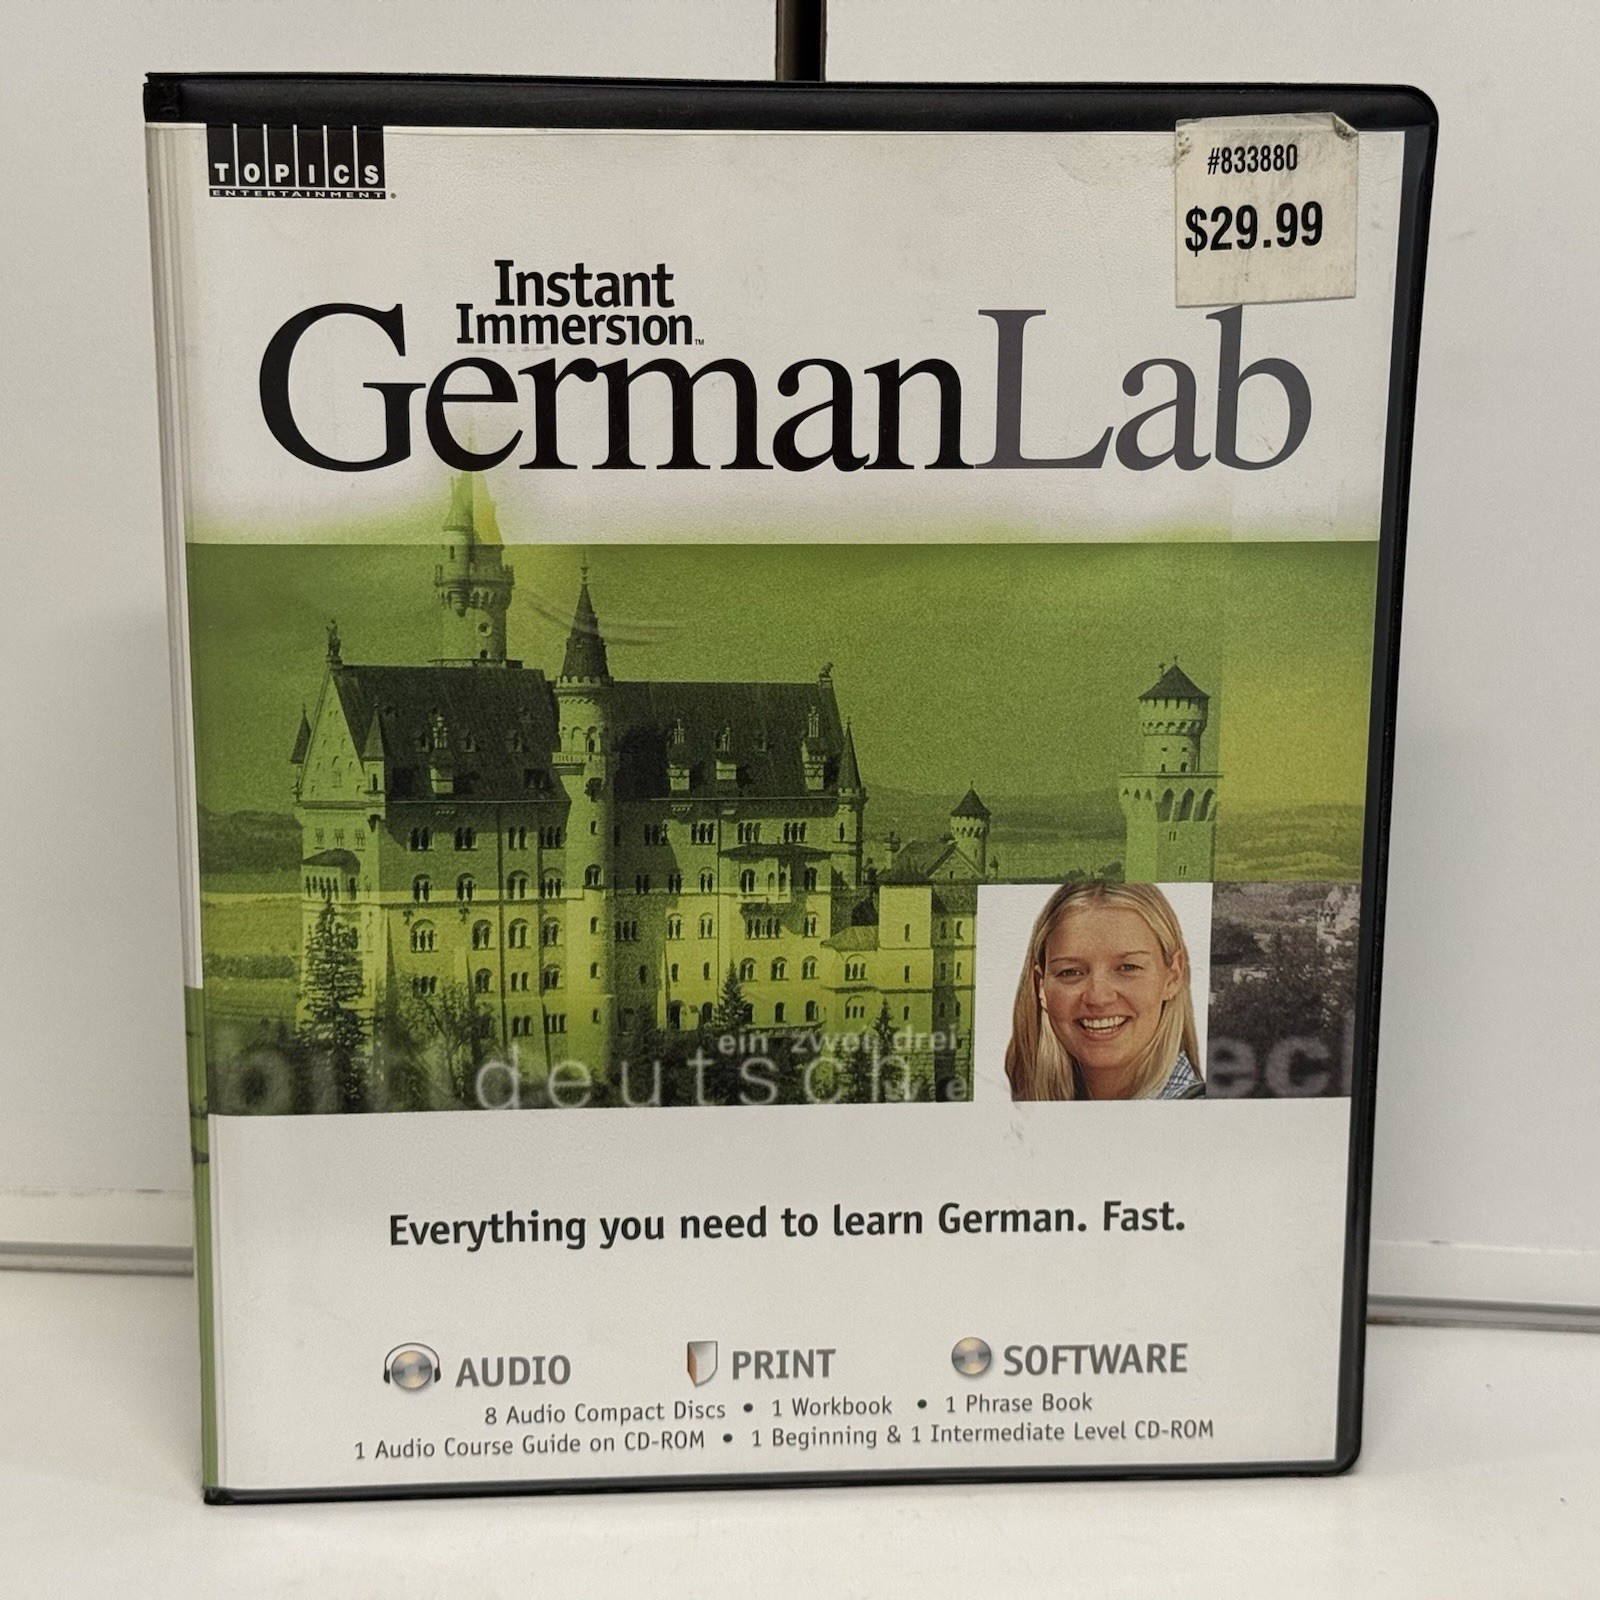 TOPICS
ENTERTAINMENT®
#833880
$29.99
Instant
Immersion™
GermanLab
ein zwei drei
deutsch
Everything you need to learn German. Fast.
AUDIO PRINT SOFTWARE
8 Audio Compact Discs • 1 Workbook • 1 Phrase Book
1 Audio Course Guide on CD-ROM • 1 Beginning & 1 Intermediate Level CD-ROM